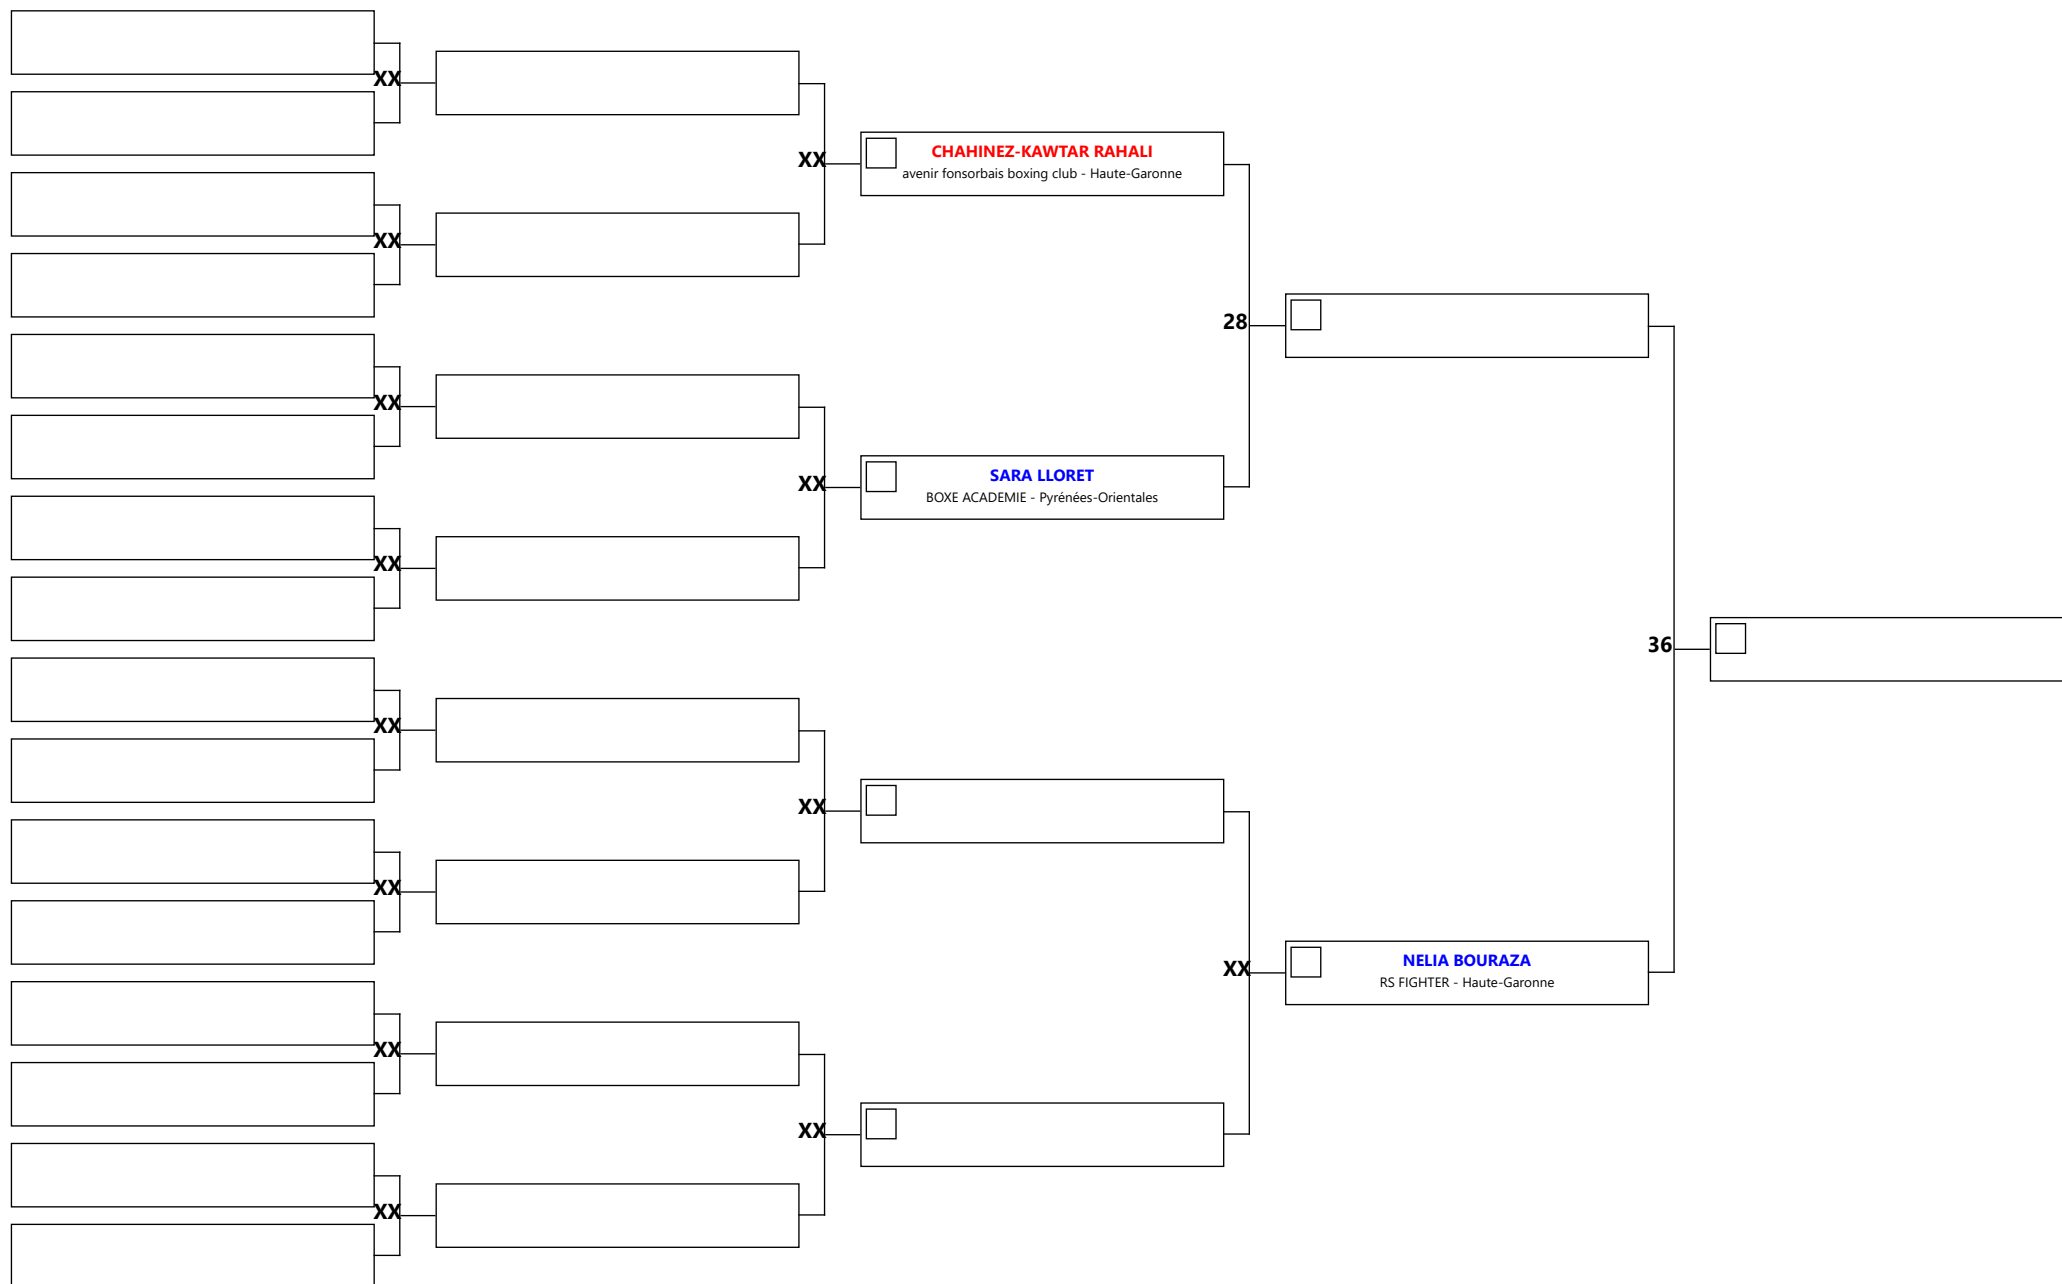 XX
XX
CHAHINEZ-KAWTAR RAHALI
avenir fonsorbais boxing club - Haute-Garonne
XX
28
XX
XX
SARA LLORET
BOXE ACADEMIE - Pyrénées-Orientales
XX
36
XX
XX
XX
NELIA BOURAZA
RS FIGHTER - Haute-Garonne
XX
XX
XX
XX